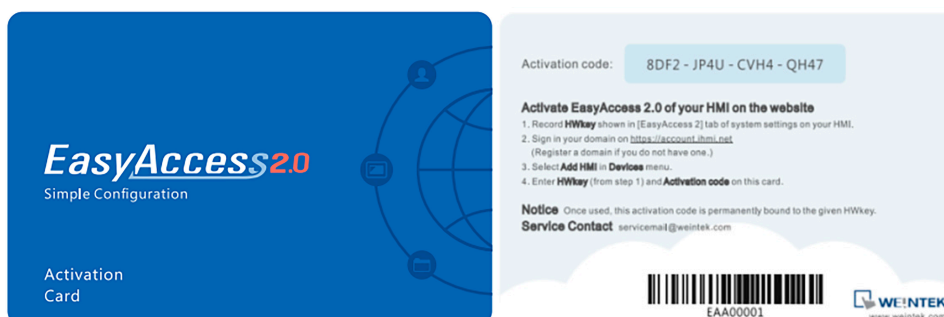 EasyAccess2.0
Simple Configuration
Activation
Card
Activation code: 8DF2 - JP4U - CVH4 - QH47
Activate EasyAccess 2.0 of your HMI on the website
1. Record HWkey shown in [EasyAccess 2] tab of system settings on your HMI.
2. Sign in your domain on https://account.ihmi.net
(Register a domain if you do not have one.)
3. Select Add HMI in Devices menu.
4. Enter HWkey (from step 1) and Activation code on this card.
Notice Once used, this activation code is permanently bound to the given HWkey.
Service Contact servicemail@weintek.com
EAA00001
WEINTEK
www.weintek.com